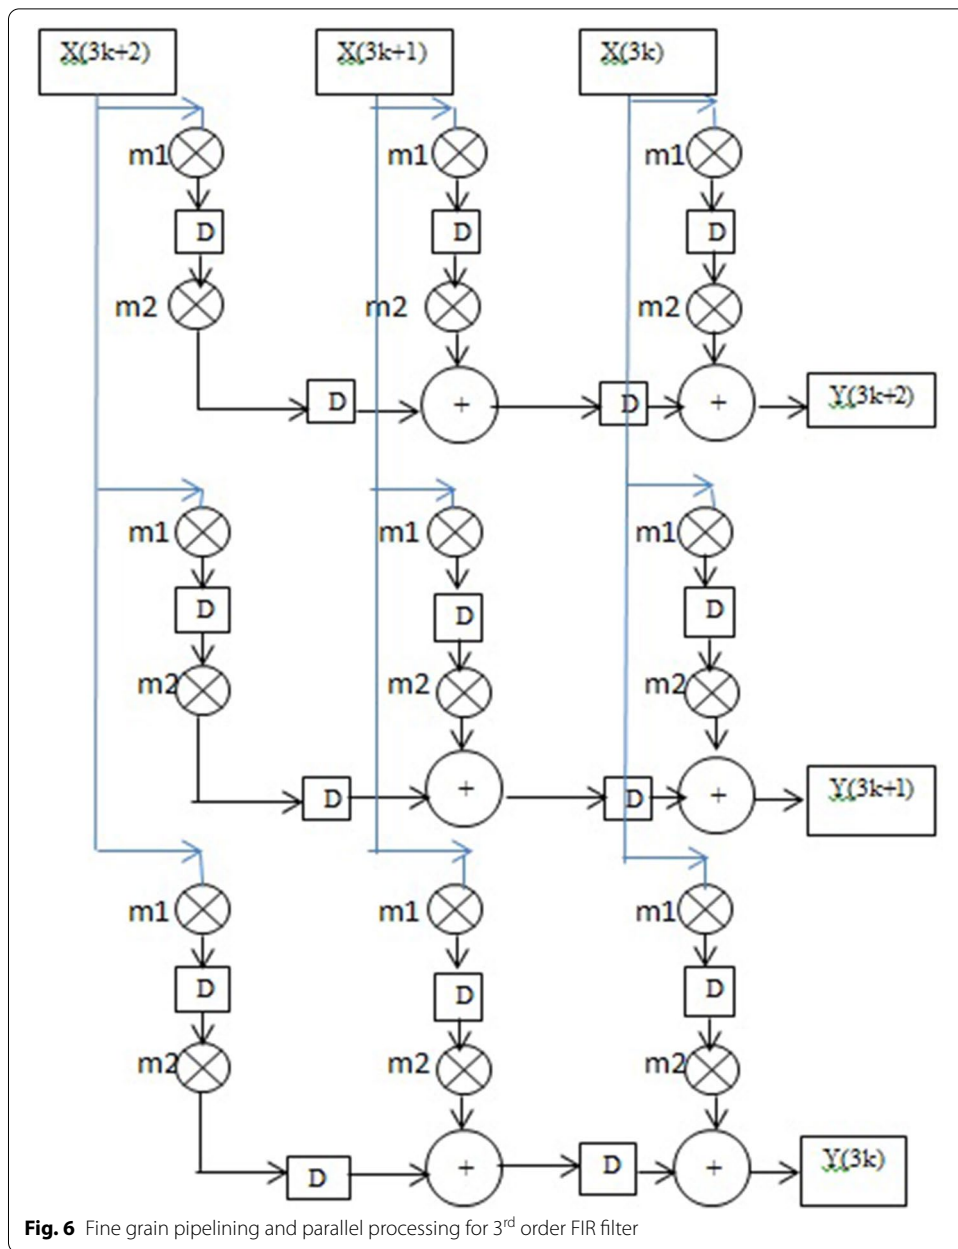 X(3k+2) X(3k+1) X(3k)
m1 m1 m1
D D D
m2 m2 m2
D + D + Y(3k+2)
m1 m1 m1
D D D
m2 m2 m2
D + D + Y(3k+1)
m1 m1 m1
D D D
m2 m2 m2
D + D + Y(3k)
Fig. 6 Fine grain pipelining and parallel processing for 3rd order FIR filter